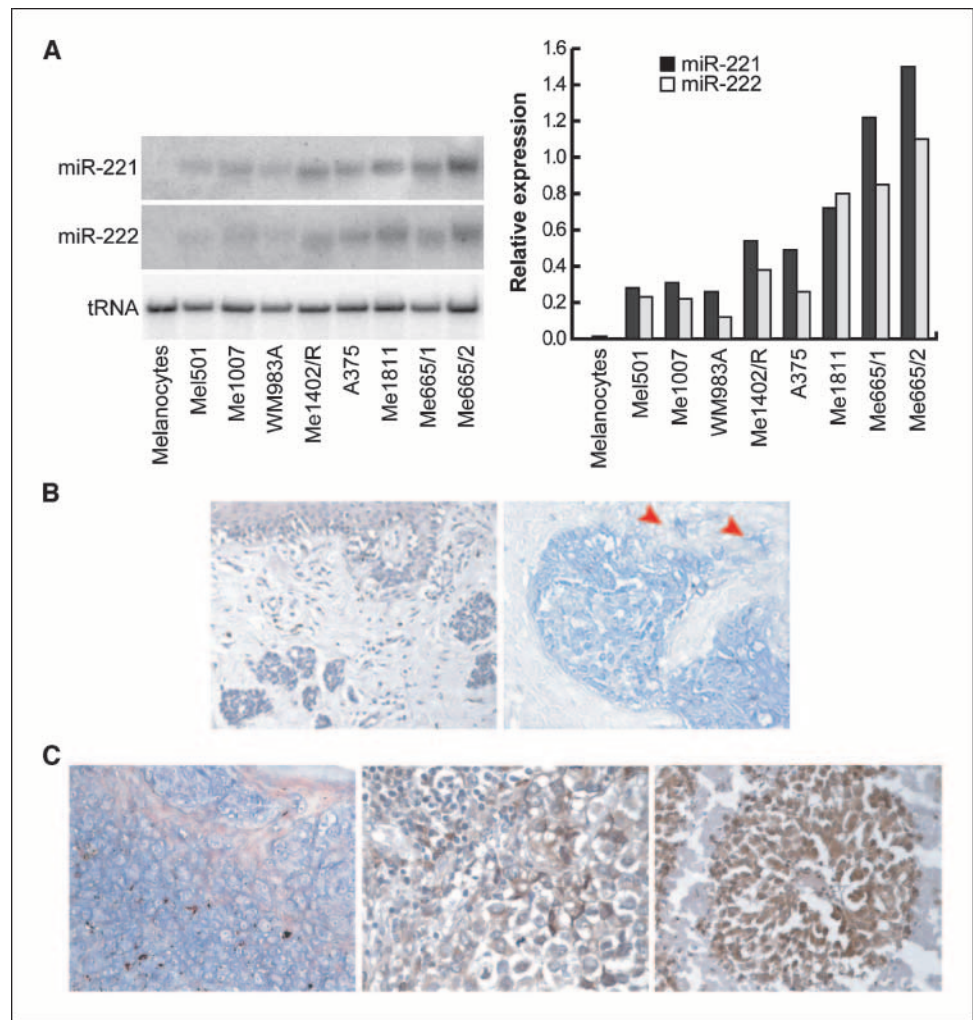 A
miR-221
miR-222
tRNA
Melanocytes
Mel501
Me1007
WM983A
Me1402/R
A375
Me1811
Me665/1
Me665/2
Relative expression
1.6
1.4
1.2
1.0
0.8
0.6
0.4
0.2
0.0
miR-221
miR-222
Melanocytes
Mel501
Me1007
WM983A
Me1402/R
A375
Me1811
Me665/1
Me665/2
B
C